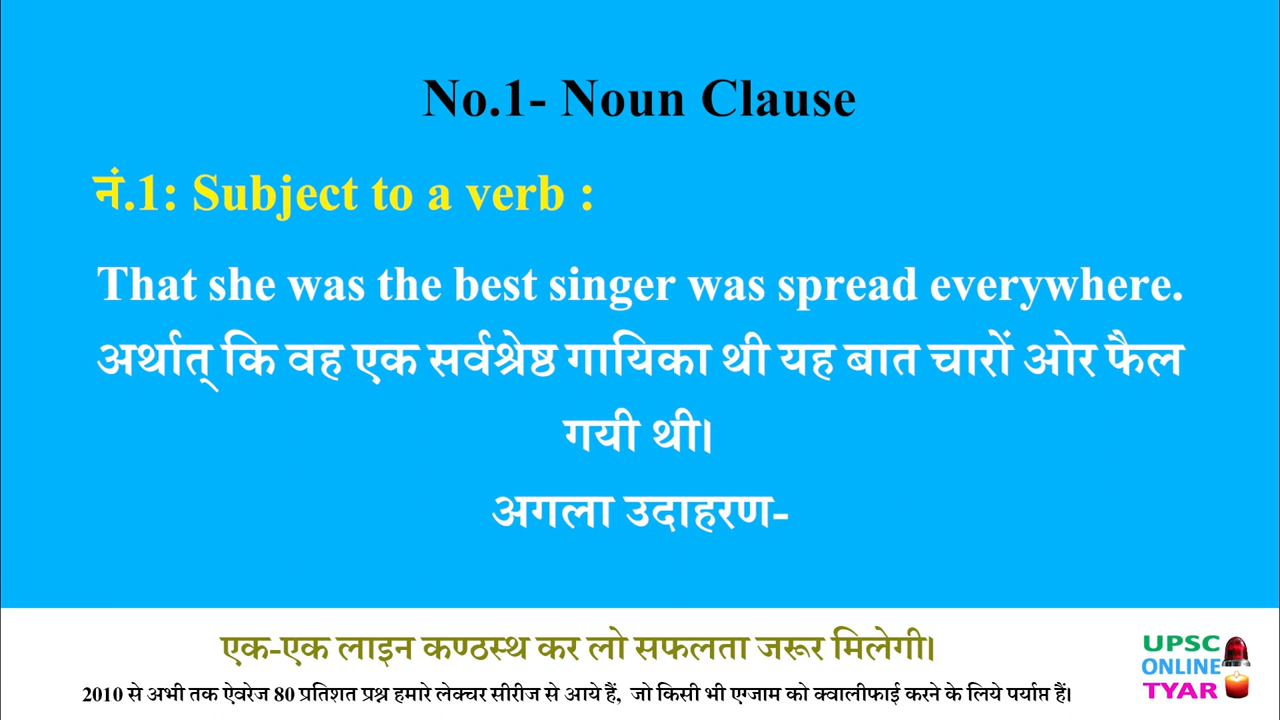 No.1- Noun Clause
नं.1: Subject to a verb :
That she was the best singer was spread everywhere.
अर्थात् कि वह एक सर्वश्रेष्ठ गायिका थी यह बात चारों ओर फैल
गयी थी।
अगला उदाहरण-
एक-एक लाइन कण्ठस्थ कर लो सफलता जरूर मिलेगी।
2010 से अभी तक ऐवरेज 80 प्रतिशत प्रश्न हमारे लेक्चर सीरीज से आये हैं, जो किसी भी एग्जाम को क्वालीफाई करने के लिये पर्याप्त हैं।
UPSC
ONLINE
TYAR